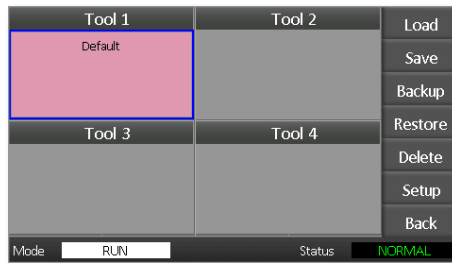 Tool 1
Tool 2
Load
Default
Save
Backup
Restore
Tool 3
Tool 4
Delete
Setup
Back
Mode
RUN
Status
NORMAL